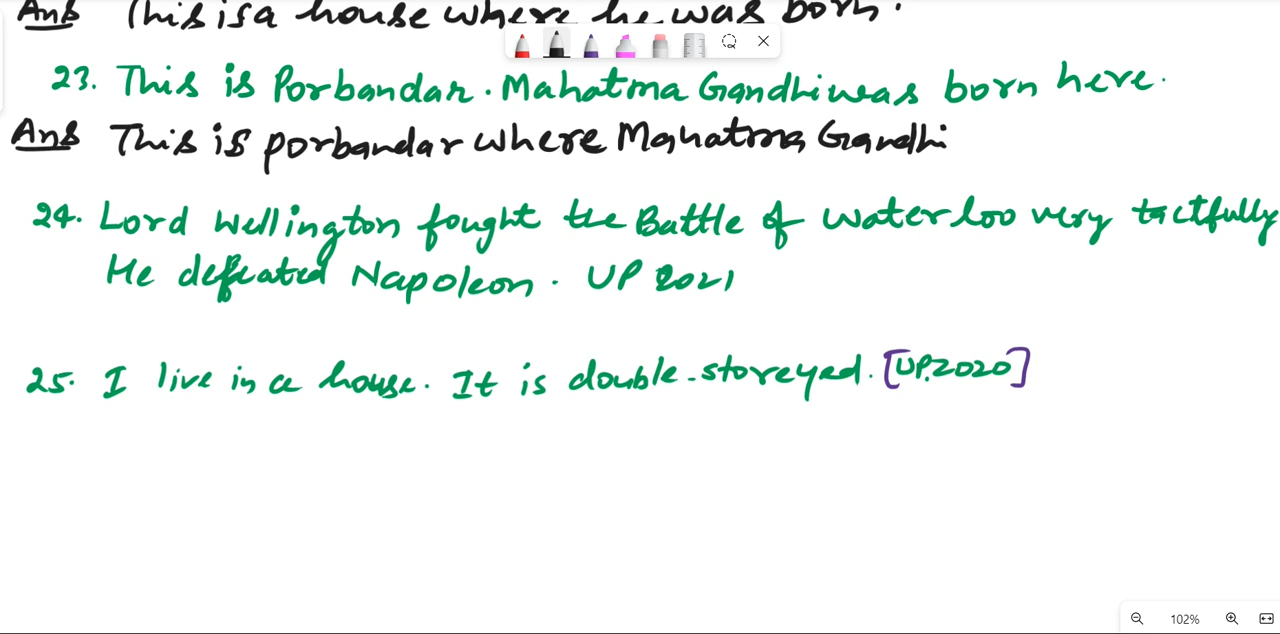 Ans This is a house where he was born.
23. This is Porbandar. Mahatma Gandhi was born here.
Ans This is porbandar where Mahatma Gandhi
24. Lord Wellington fought the Battle of Waterloo very tactfully
He defeated Napoleon. UP 2021
25. I live in a house. It is double-storeyed. [UP.2020]
102%